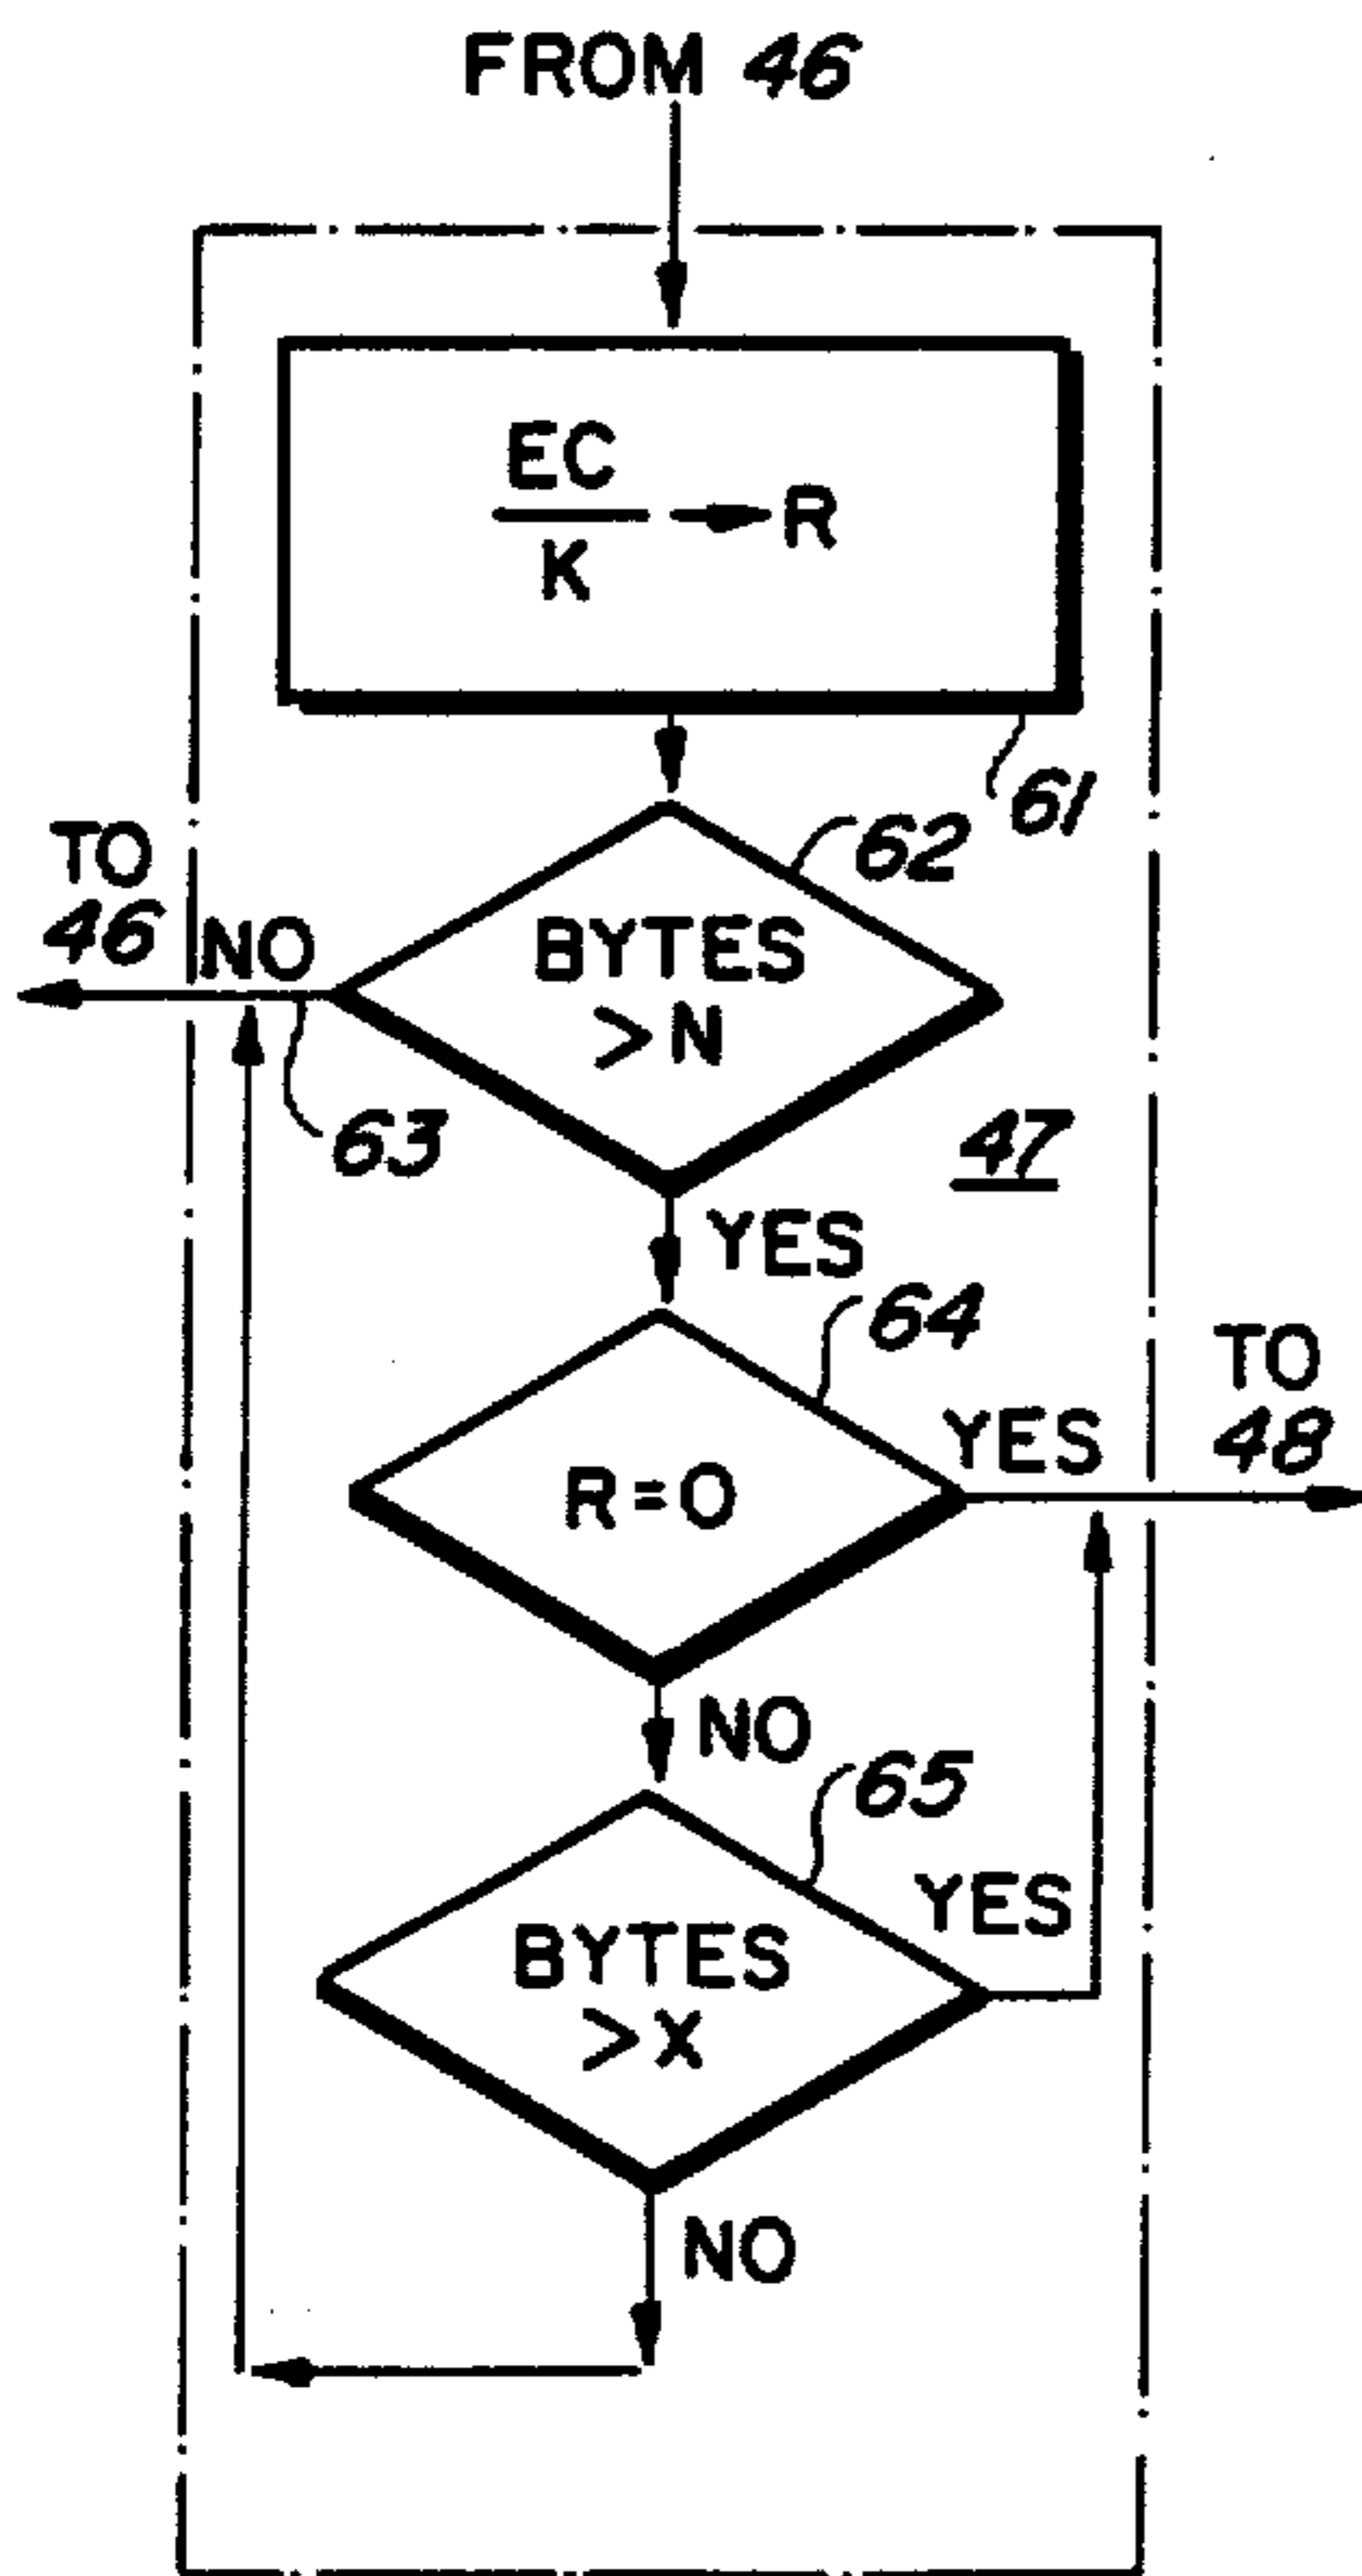 FROM 46
EC
K
→ R
61
62
TO
46
NO
BYTES
>N
63
47
YES
64
TO
48
YES
R=0
NO
65
YES
BYTES
>X
NO